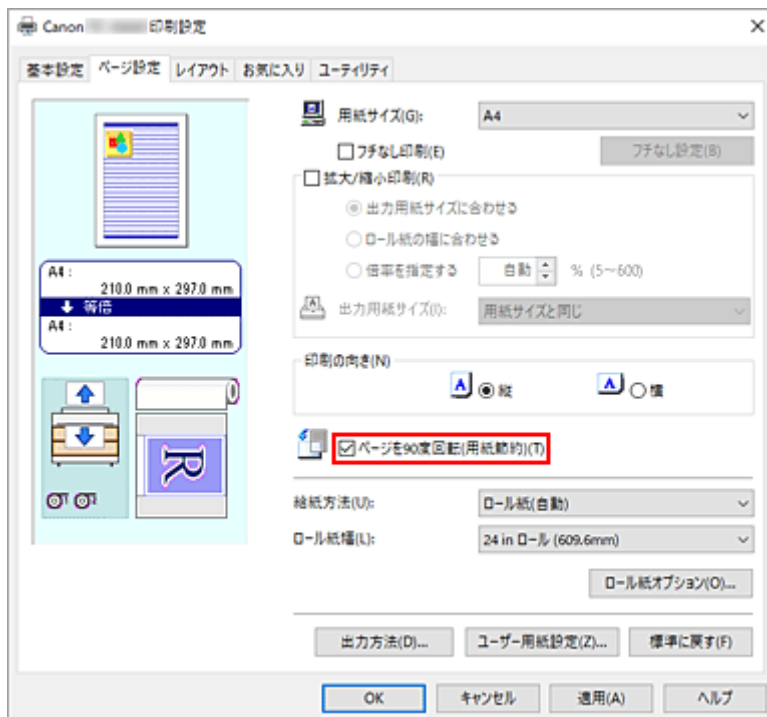 Canon 印刷設定
基本設定 ページ設定 レイアウト お気に入り ユーティリティ
用紙サイズ(G): A4
フチなし印刷(E) フチなし設定(B)
拡大/縮小印刷(R)
出力用紙サイズに合わせる
ロール紙の幅に合わせる
倍率を指定する 自動 % (5～600)
出力用紙サイズ(I): 用紙サイズと同じ
A4 :
210.0 mm x 297.0 mm
等倍
A4 :
210.0 mm x 297.0 mm
印刷の向き(N)
A 縦 A 横
ページを90度回転(用紙節約)(T)
R
給紙方法(U): ロール紙(自動)
ロール紙幅(L): 24 in ロール (609.6mm)
ロール紙オプション(O)...
出力方法(D)... ユーザー用紙設定(Z)... 標準に戻す(F)
OK キャンセル 適用(A) ヘルプ